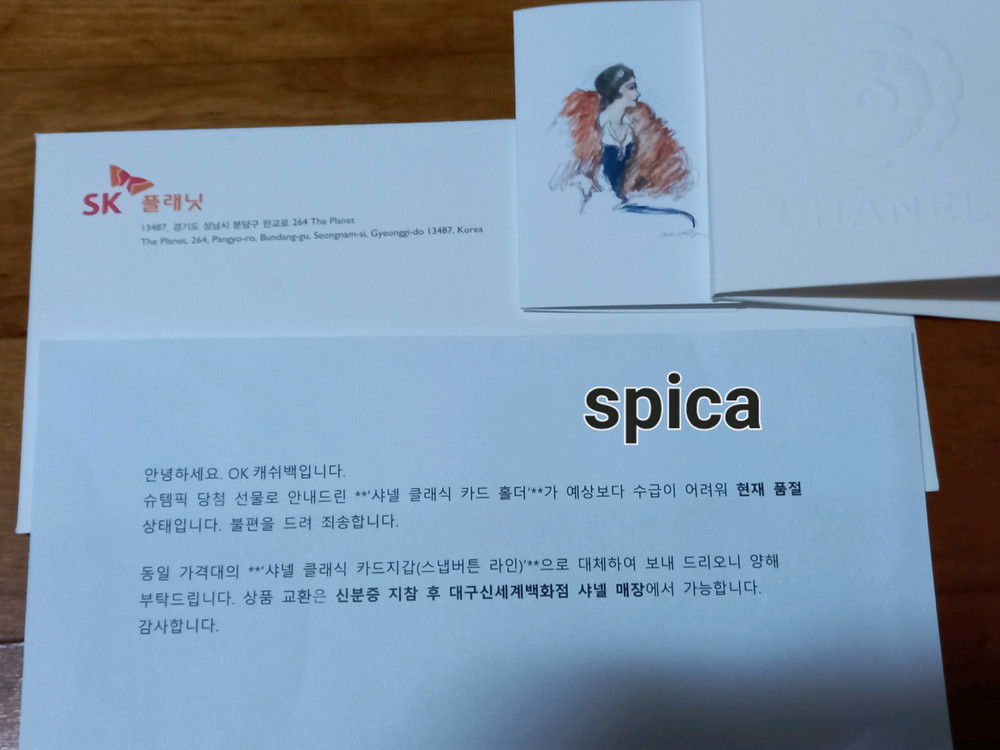 SK 플래닛
13487, 경기도 성남시 분당구 판교로 264 The Planet
The Planet, 264, Pangyo-ro, Bundang-gu, Seongnam-si, Gyeonggi-do 13487, Korea
spica
안녕하세요. OK 캐쉬백입니다.
슈템픽 당첨 선물로 안내드린 **'샤넬 클래식 카드 홀더'**가 예상보다 수급이 어려워 현재 품절
상태입니다. 불편을 드려 죄송합니다.
동일 가격대의 **'샤넬 클래식 카드지갑(스냅버튼 라인)'**으로 대체하여 보내 드리오니 양해
부탁드립니다. 상품 교환은 신분증 지참 후 대구신세계백화점 샤넬 매장에서 가능합니다.
감사합니다.